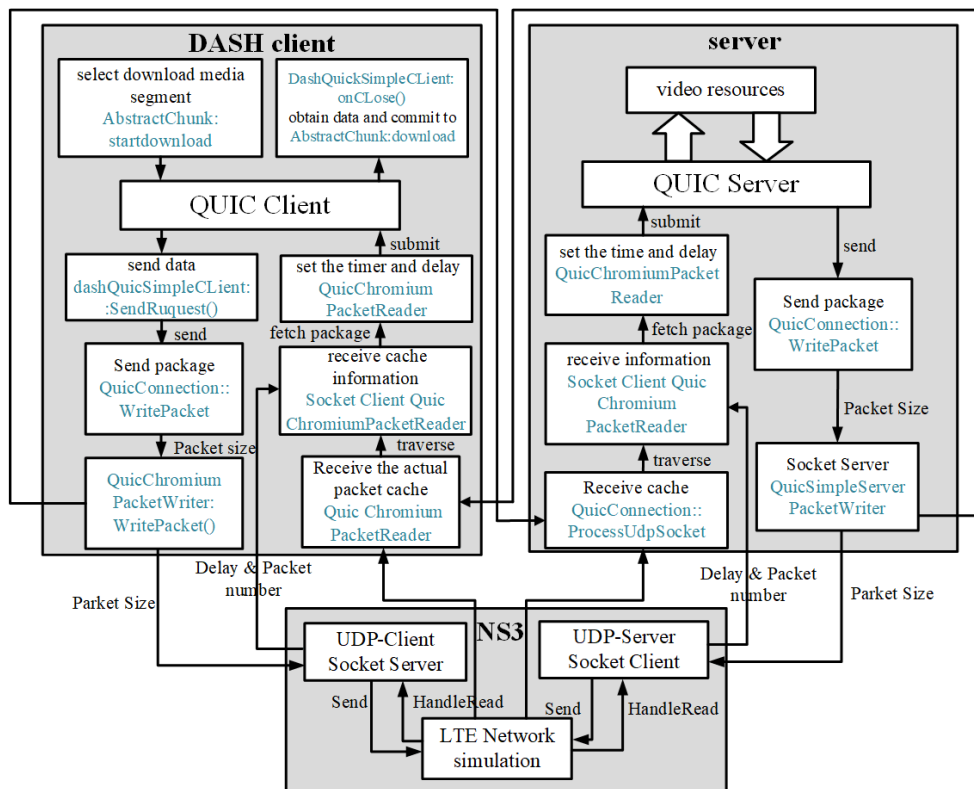 DASH client
select download media
segment
AbstractChunk:
startdownload
DashQuickSimpleCLient:
onCLose()
obtain data and commit to
AbstractChunk:download
QUIC Client
submit
send data
dashQuicSimpleCLient:
:SendRuquest()
set the timer and delay
QuicChromium
PacketReader
send
fetch package
Send package
QuicConnection::
WritePacket
receive cache
information
Socket Client Quic
ChromiumPacketReader
Packet size
traverse
QuicChromium
PacketWriter:
WritePacket()
Receive the actual
packet cache
Quic Chromium
PacketReader
server
video resources
QUIC Server
submit
send
set the time and delay
QuicChromiumPacket
Reader
Send package
QuicConnection::
WritePacket
fetch package
receive information
Socket Client Quic
Chromium
PacketReader
Packet Size
traverse
Receive cache
QuicConnection::
ProcessUdpSocket
Socket Server
QuicSimpleServer
PacketWriter
Delay & Packet
number
Parket Size
Delay & Packet
number
Parket Size
NS3
UDP-Client
Socket Server
UDP-Server
Socket Client
Send
HandleRead
Send
HandleRead
LTE Network
simulation